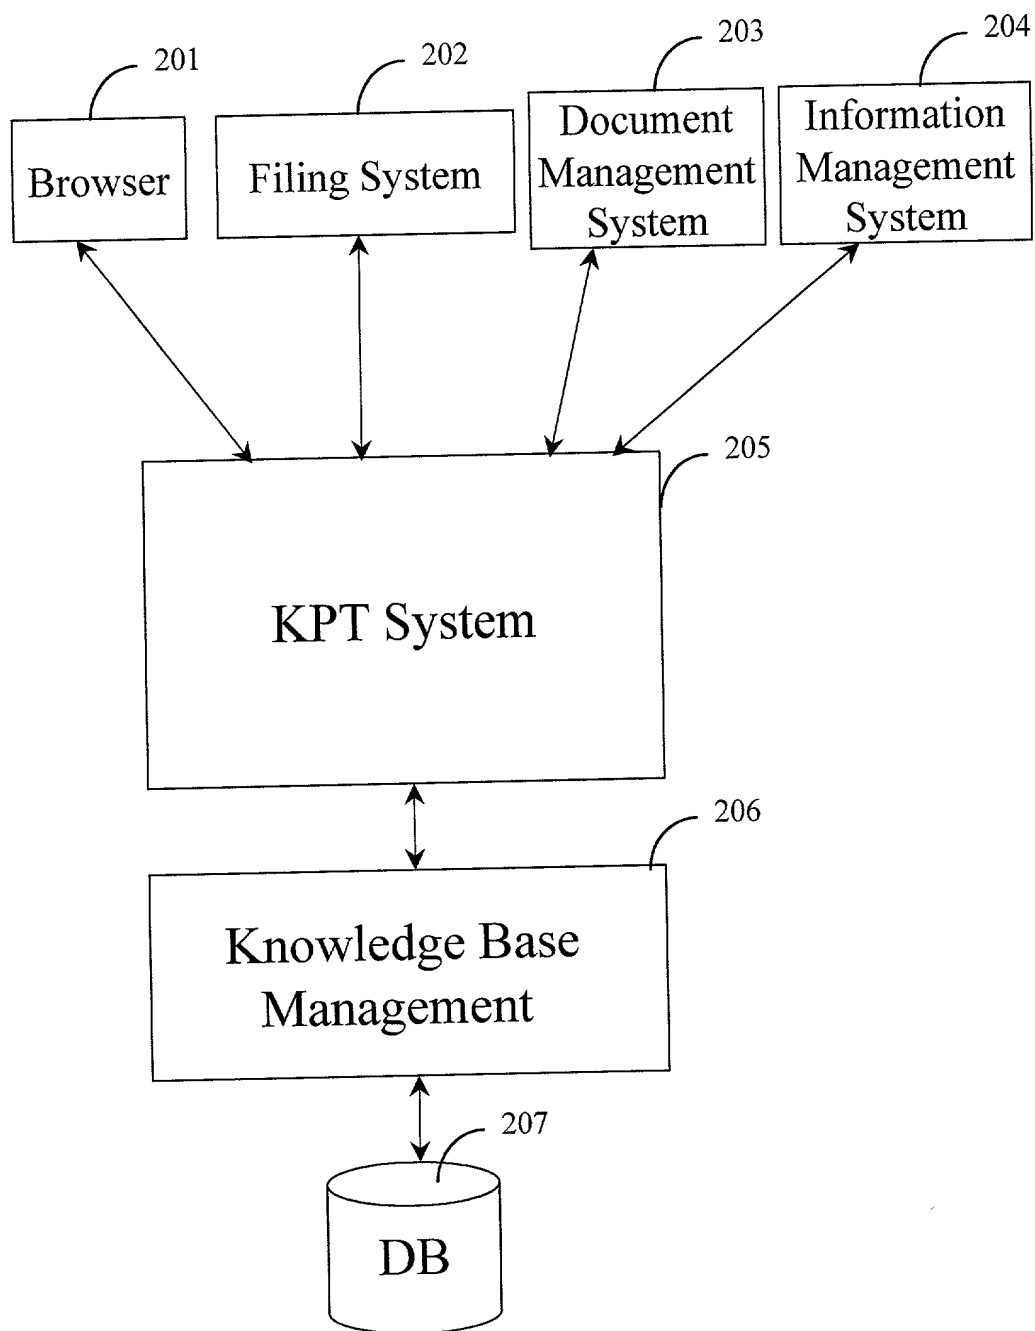 201
202
203
204
Browser
Filing System
Document
Management
System
Information
Management
System
205
KPT System
206
Knowledge Base
Management
207
DB